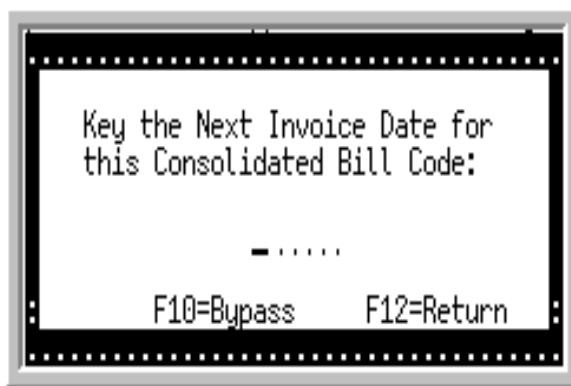 Key the Next Invoice Date for
this Consolidated Bill Code:
F10=Bypass F12=Return